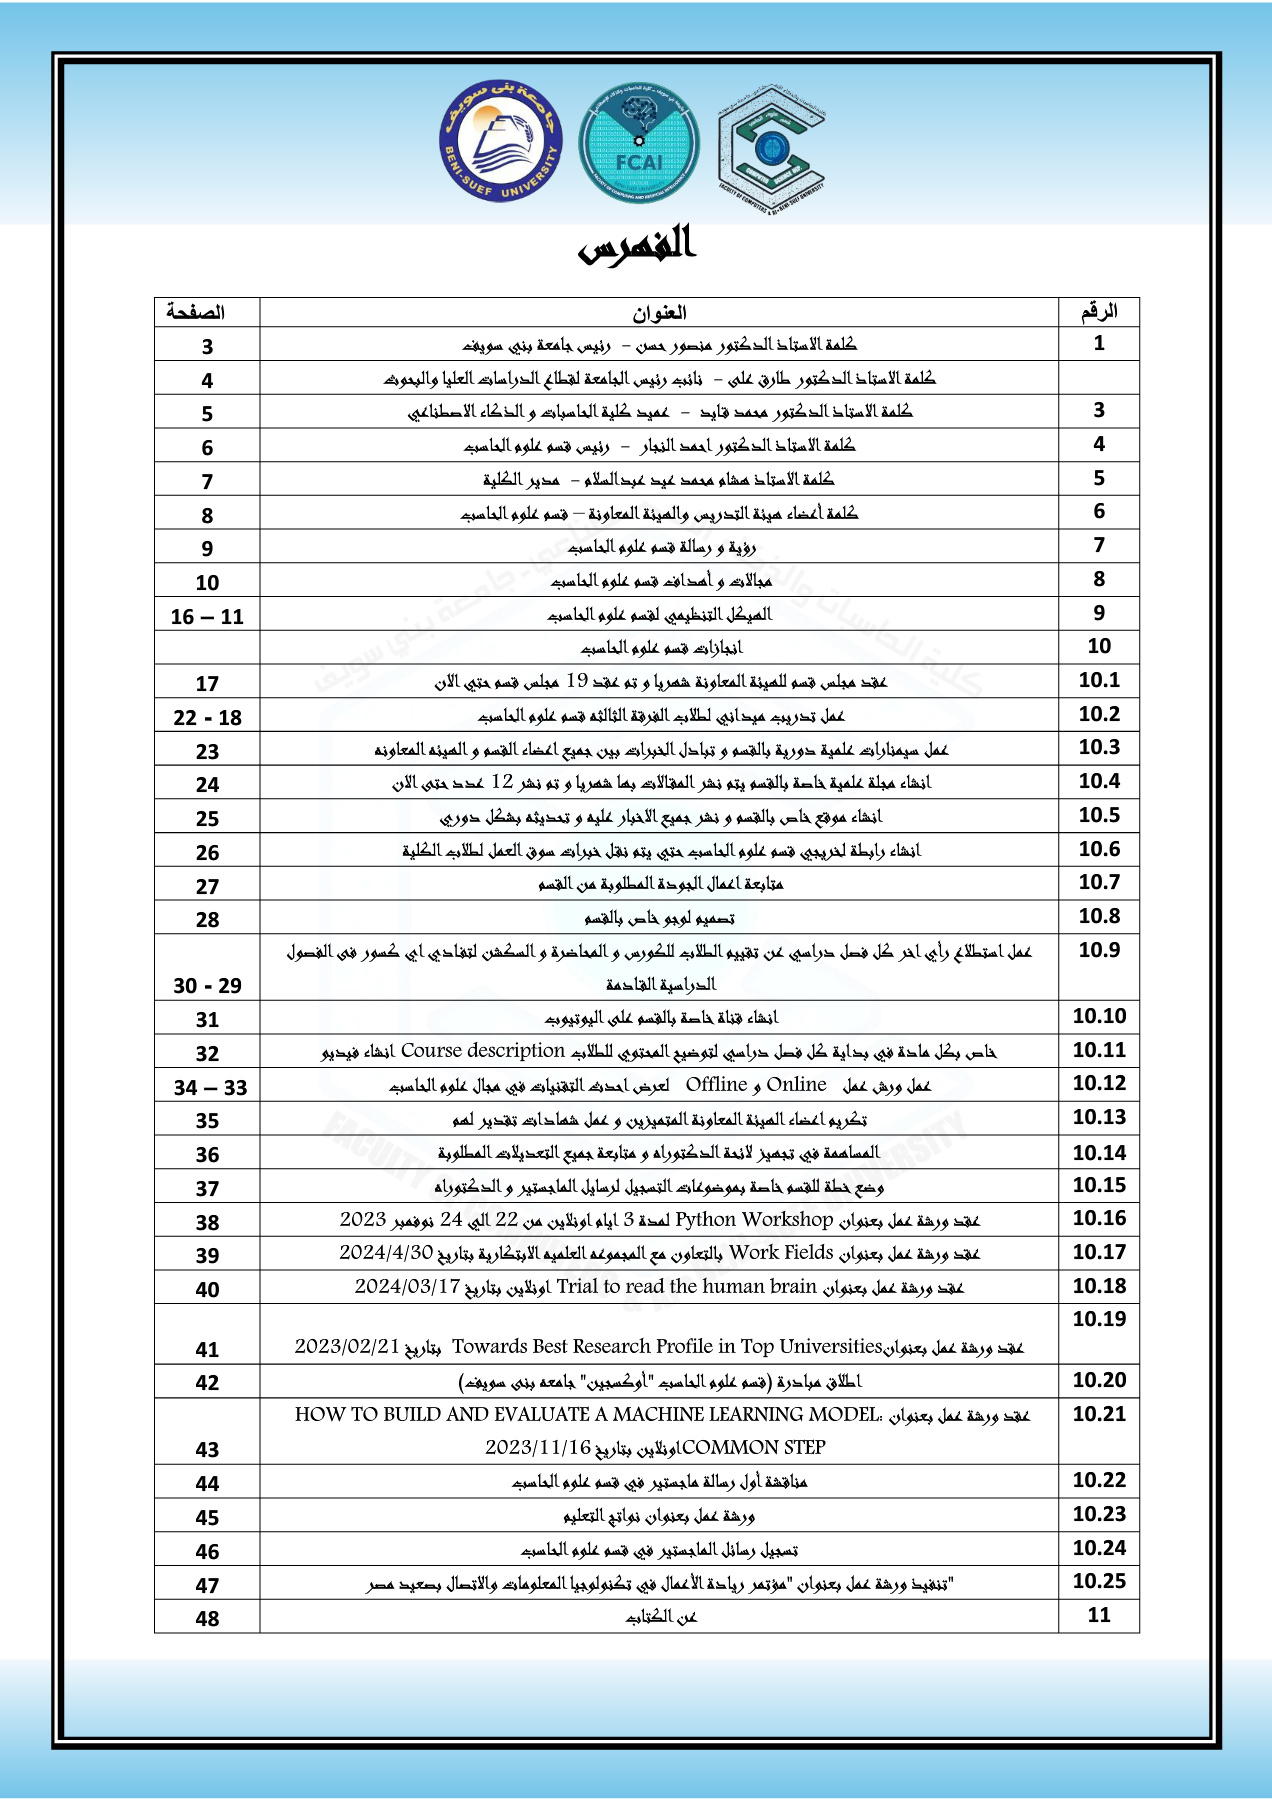 جامعة بنى سويف
BENI-SUEF UNIVERSITY
FCAI
FACULTY OF COMPUTING AND ARTIFICIAL INTELLIGENCE
FACULTY OF COMPUTERS & AI-BENI-SUEF UNIVERSITY
الفهرس
الرقم العنوان الصفحة
1 كلمة الاستاذ الدكتور منصور حسن – رئيس جامعة بني سويف 3
كلمة الاستاذ الدكتور طارق على – نائب رئيس الجامعة لقطاع الدراسات العليا والبحوث 4
3 كلمة الاستاذ الدكتور محمد قايد – عميد كلية الحاسبات و الذكاء الاصطناعي 5
4 كلمة الاستاذ الدكتور احمد النجار – رئيس قسم علوم الحاسب 6
5 كلمة الاستاذ هشام محمد عيد عبدالسلام – مدير الكلية 7
6 كلمة أعضاء هيئة التدريس والهيئة المعاونة – قسم علوم الحاسب 8
7 رؤية و رسالة قسم علوم الحاسب 9
8 مجالات و أهداف قسم علوم الحاسب 10
9 الهيكل التنظيمي لقسم علوم الحاسب 11 – 16
10 انجازات قسم علوم الحاسب
10.1 عقد مجلس قسم للهيئة المعاونة شهريا و تم عقد 19 مجلس قسم حتي الان 17
10.2 عمل تدريب ميداني لطلاب الفرقة الثالثه قسم علوم الحاسب 18 - 22
10.3 عمل سيمنارات علمية دورية بالقسم و تبادل الخبرات بين جميع اعضاء القسم و الهيئه المعاونه 23
10.4 انشاء مجلة علمية خاصة بالقسم يتم نشر المقالات بها شهريا و تم نشر 12 عدد حتى الان 24
10.5 انشاء موقع خاص بالقسم و نشر جميع الاخبار عليه و تحديثه بشكل دوري 25
10.6 انشاء رابطة لخريجي قسم علوم الحاسب حتي يتم نقل خبرات سوق العمل لطلاب الكلية 26
10.7 متابعة اعمال الجودة المطلوبة من القسم 27
10.8 تصميم لوجو خاص بالقسم 28
10.9 عمل استطلاع رأي اخر كل فصل دراسي عن تقييم الطلاب للكورس و المحاضرة و السكشن لتفادي اي كسور فى الفصول
الدراسية القادمة 29 - 30
10.10 انشاء قناة خاصة بالقسم على اليوتيوب 31
10.11 خاص بكل مادة في بداية كل فصل دراسي لتوضيح المحتوي للطلاب Course description انشاء فيديو 32
10.12 عمل ورش عمل Online و Offline لعرض احدث التقنيات في مجال علوم الحاسب 33 – 34
10.13 تكريم اعضاء الهيئة المعاونة المتميزين و عمل شهادات تقدير لهم 35
10.14 المساهمة في تجهيز لائحة الدكتوراه و متابعة جميع التعديلات المطلوبة 36
10.15 وضع خطة للقسم خاصة بموضوعات التسجيل لرسايل الماجستير و الدكتوراه 37
10.16 عقد ورشة عمل بعنوان Python Workshop لمدة 3 ايام اونلاين من 22 الي 24 نوفمبر 2023 38
10.17 عقد ورشة عمل بعنوان Work Fields بالتعاون مع المجموعه العلميه الابتكارية بتاريخ 2024/4/30 39
10.18 عقد ورشة عمل بعنوان Trial to read the human brain اونلاين بتاريخ 2024/03/17 40
10.19 عقد ورشة عمل بعنوانTowards Best Research Profile in Top Universities بتاريخ 2023/02/21 41
10.20 اطلاق مبادرة (قسم علوم الحاسب "أوكسجين" جامعه بنى سويف) 42
10.21 عقد ورشة عمل بعنوان HOW TO BUILD AND EVALUATE A MACHINE LEARNING MODEL:
COMMON STEPاونلاين بتاريخ 2023/11/16 43
10.22 مناقشة أول رسالة ماجستير في قسم علوم الحاسب 44
10.23 ورشة عمل بعنوان نواتج التعليم 45
10.24 تسجيل رسائل الماجستير في قسم علوم الحاسب 46
10.25 "تنفيذ ورشة عمل بعنوان "مؤتمر ريادة الأعمال في تكنولوجيا المعلومات والاتصال بصعيد مصر 47
11 عن الكتاب 48